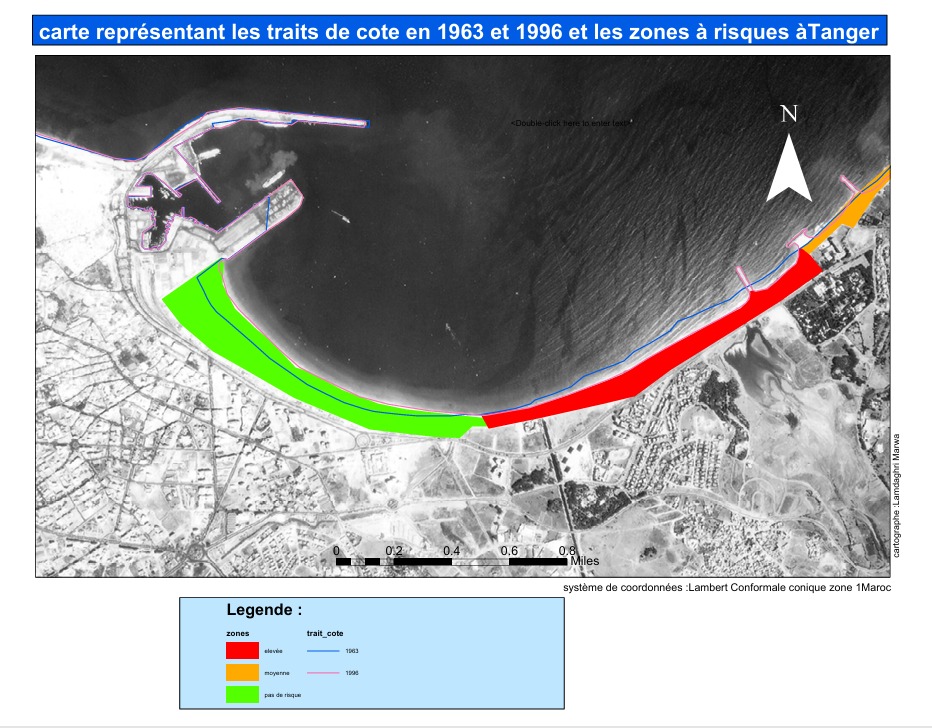 carte représentant les traits de cote en 1963 et 1996 et les zones à risques àTanger
<Double-click here to enter text>
N
cartographe :Lamdaghri Marwa
0 0.2 0.4 0.6 0.8
Miles
système de coordonnées :Lambert Conformale conique zone 1Maroc
Legende :
zones trait_cote
elevée 1963
moyenne 1996
pas de risque